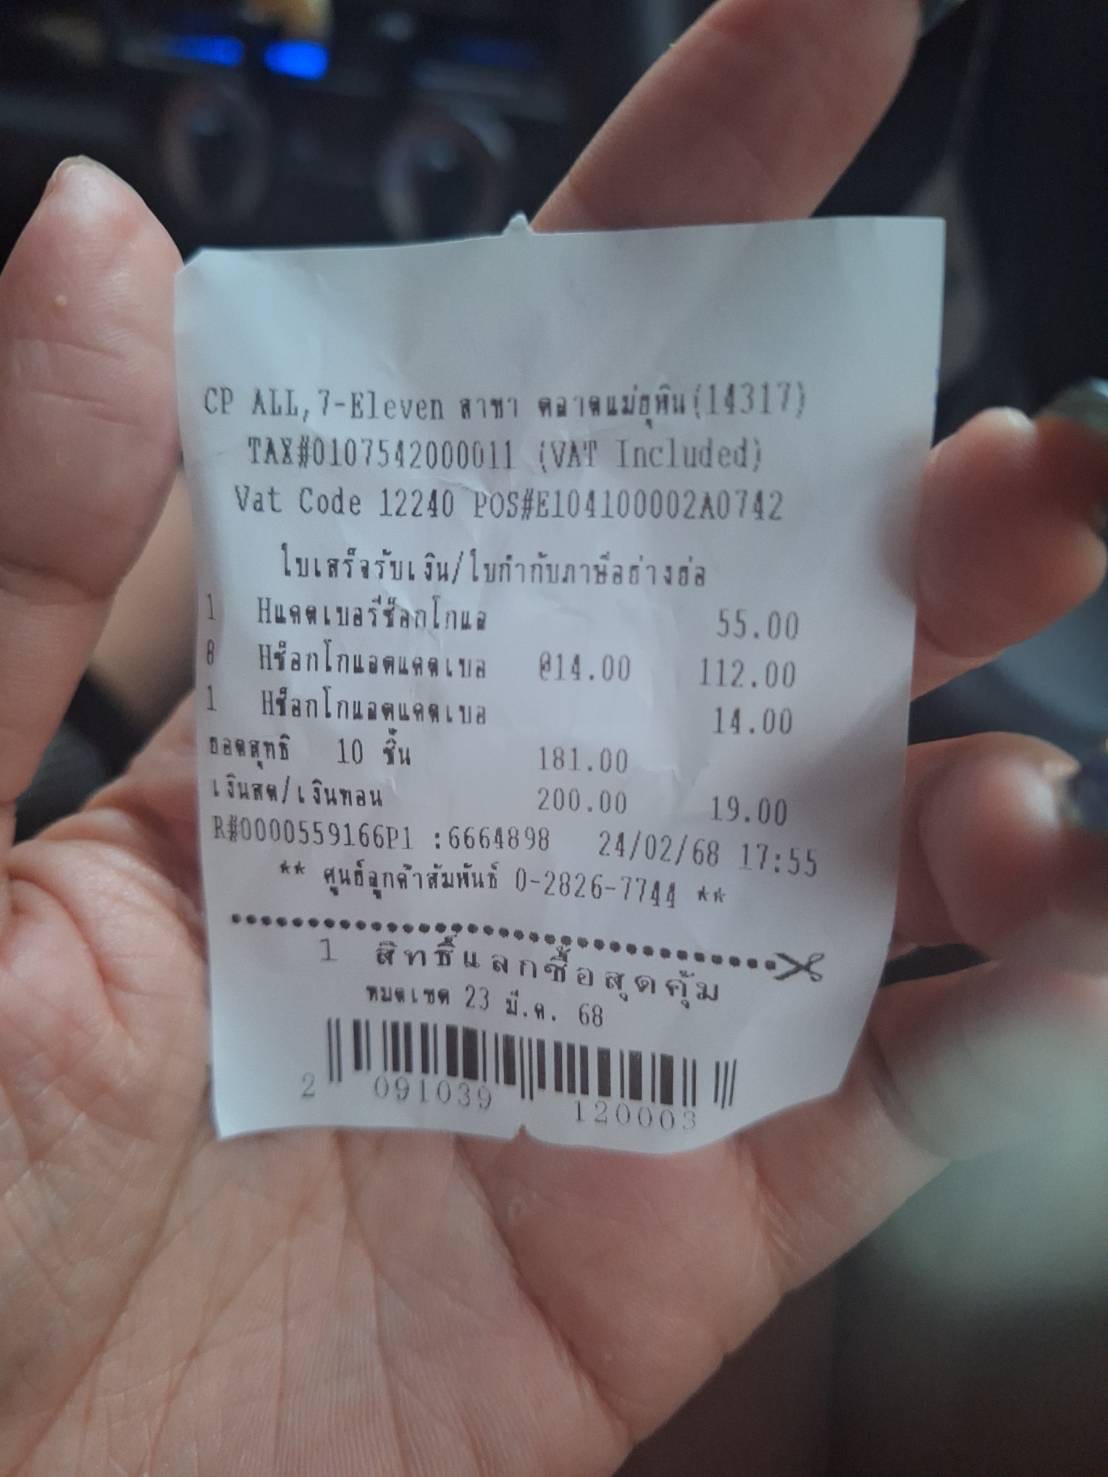 CP ALL,7-Eleven สาขา ตลาดแม่ฮุหิน(14317)
TAX#0107542000011 (VAT Included)
Vat Code 12240 POS#E104100002A0742
ใบเสร็จรับเงิน/ใบกำกับภาษีอย่างย่อ
1 Hแคดเบอรีช็อกโกแล 55.00
8 Hช็อกโกแลตแคดเบอ @14.00 112.00
1 Hช็อกโกแลตแคดเบอ 14.00
ยอดสุทธิ 10 ชิ้น 181.00
เงินสด/เงินทอน 200.00 19.00
R#0000559166P1 :6664898 24/02/68 17:55
** ศูนย์ลูกค้าสัมพันธ์ 0-2826-7744 **
1 สิทธิ์แลกซื้อสุดคุ้ม
หมดเขต 23 มี.ค. 68
2 091039 120003